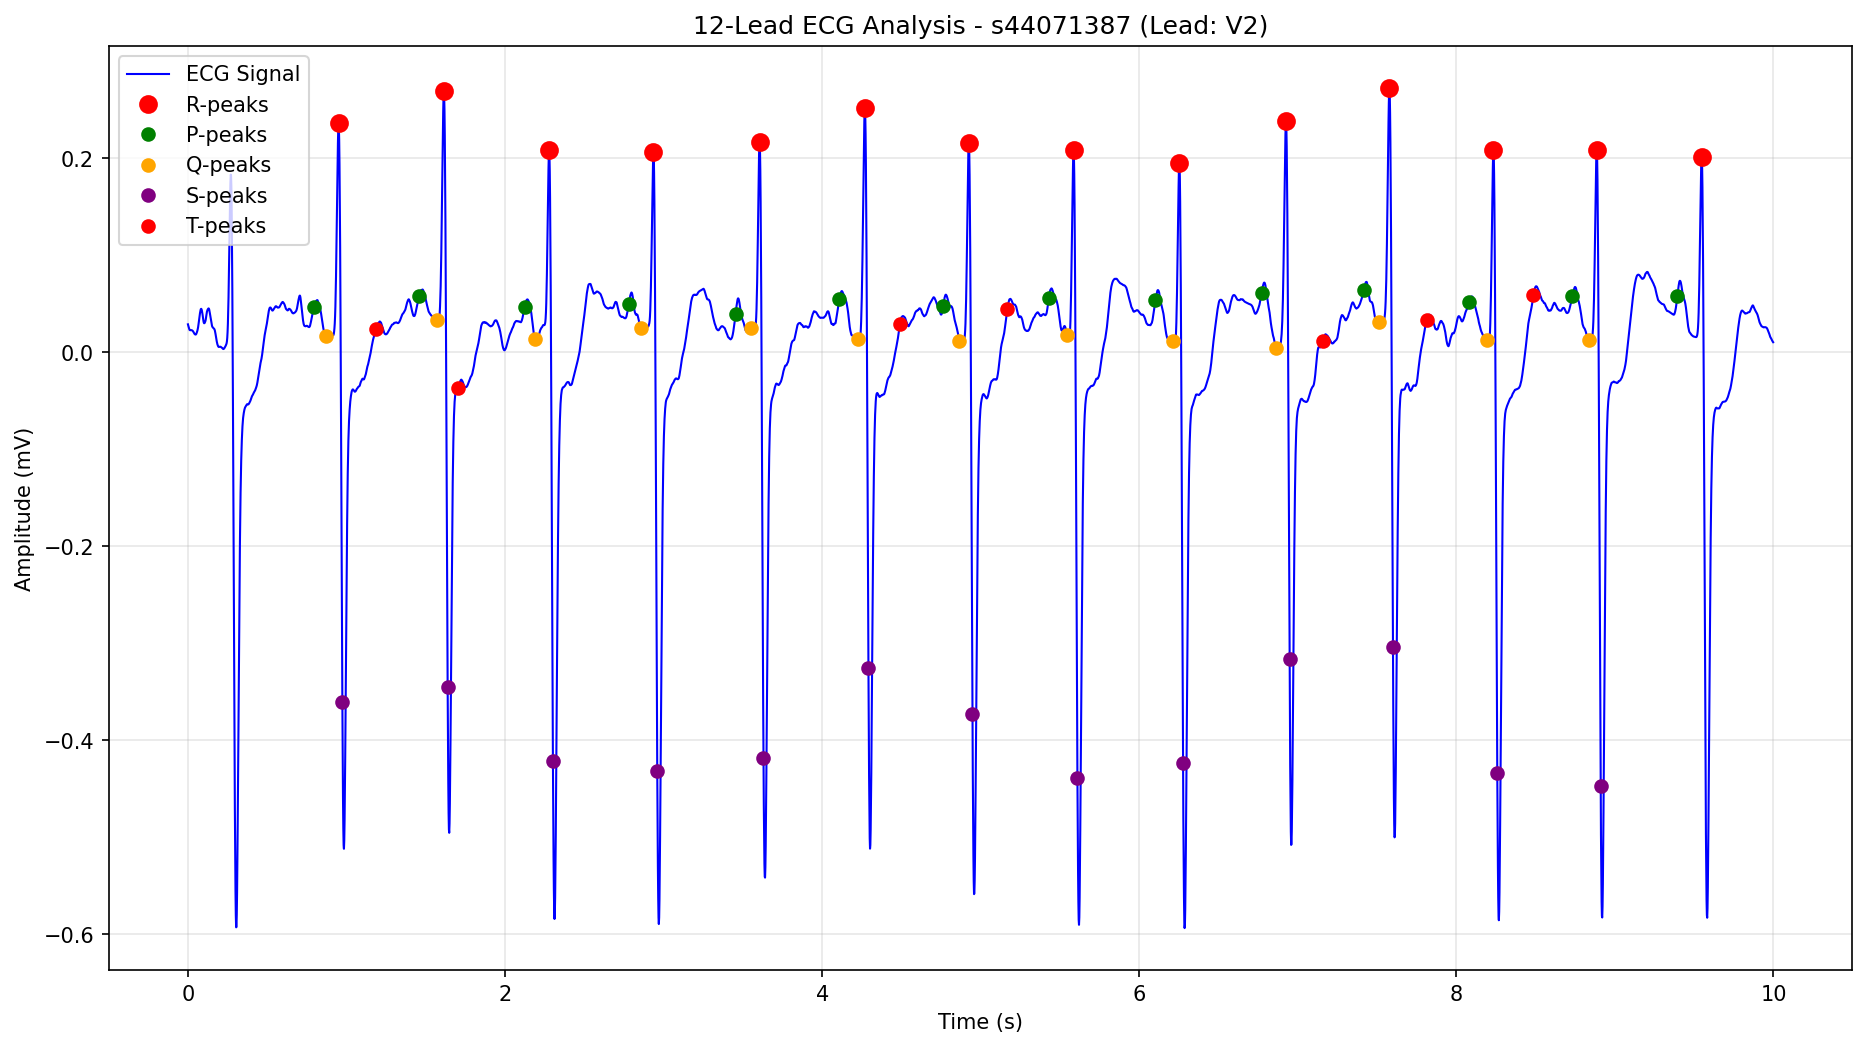 12-Lead ECG Analysis - s44071387 (Lead: V2)
ECG Signal
R-peaks
P-peaks
Q-peaks
S-peaks
T-peaks
0.2
0.0
−0.2
−0.4
−0.6
Amplitude (mV)
0 2 4 6 8 10
Time (s)